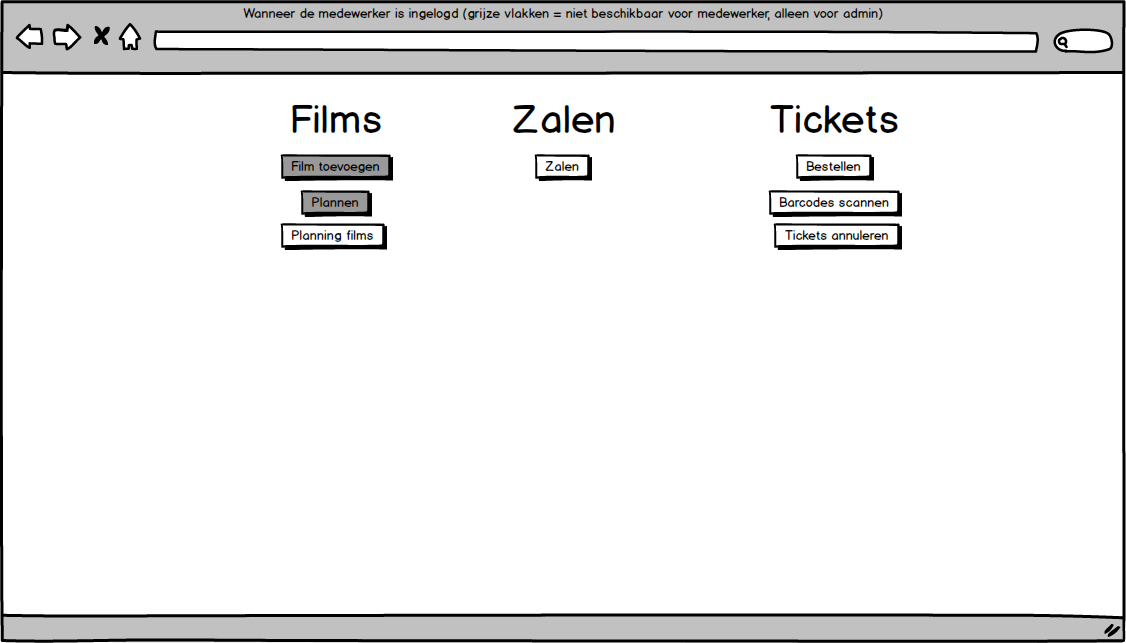 Wanneer de medewerker is ingelogd (grijze vlakken = niet beschikbaar voor medewerker, alleen voor admin)
Films
Zalen
Tickets
Film toevoegen
Zalen
Bestellen
Plannen
Barcodes scannen
Planning films
Tickets annuleren